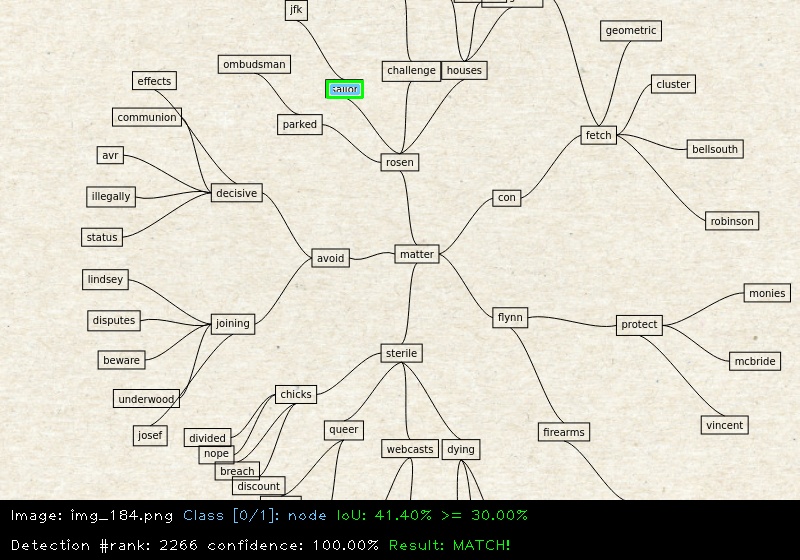 jfk
ombudsman
challenge
houses
geometric
effects
sailor
cluster
communion
parked
fetch
bellsouth
avr
rosen
decisive
illegally
con
robinson
status
avoid
matter
lindsey
monies
disputes
joining
flynn
protect
beware
sterile
mcbride
underwood
chicks
josef
divided
queer
firearms
vincent
nope
webcasts
dying
breach
discount
Image: img_184.png Class [0/1]: node IoU: 41.40% >= 30.00%
Detection #rank: 2266 confidence: 100.00% Result: MATCH!